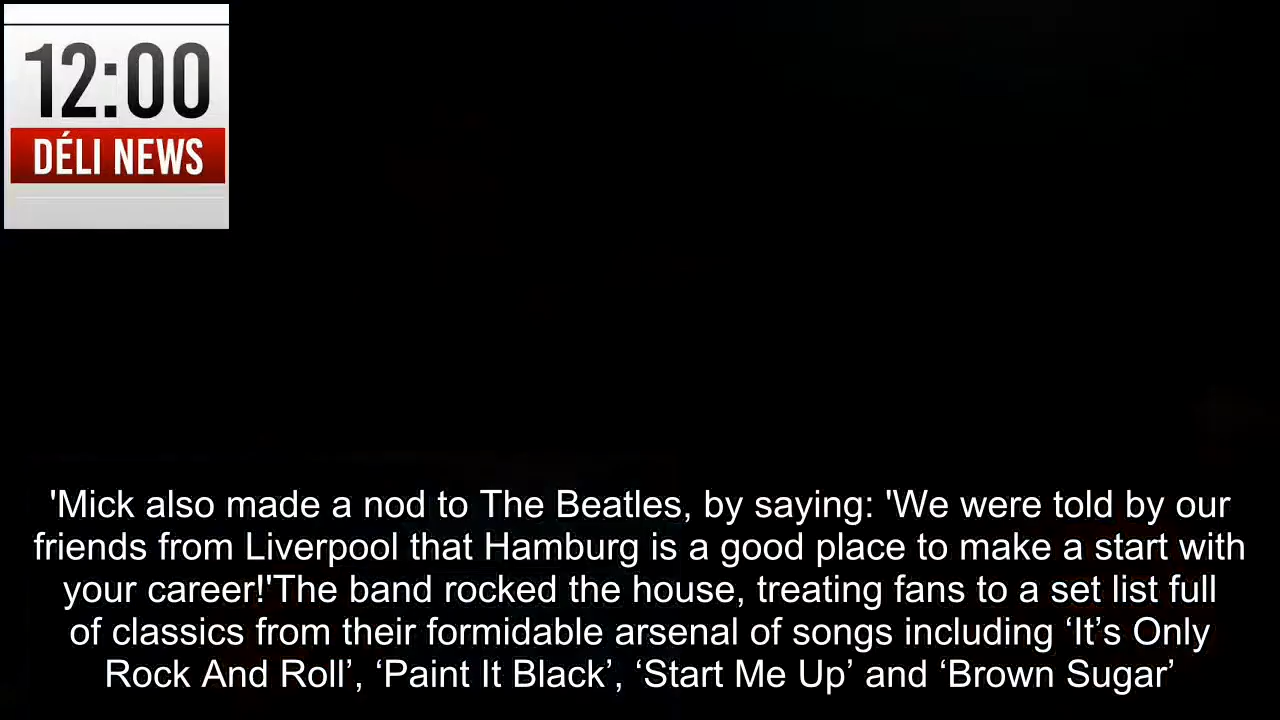 12:00
DÉLI NEWS
'Mick also made a nod to The Beatles, by saying: 'We were told by our
friends from Liverpool that Hamburg is a good place to make a start with
your career!'The band rocked the house, treating fans to a set list full
of classics from their formidable arsenal of songs including ‘It’s Only
Rock And Roll’, ‘Paint It Black’, ‘Start Me Up’ and ‘Brown Sugar’